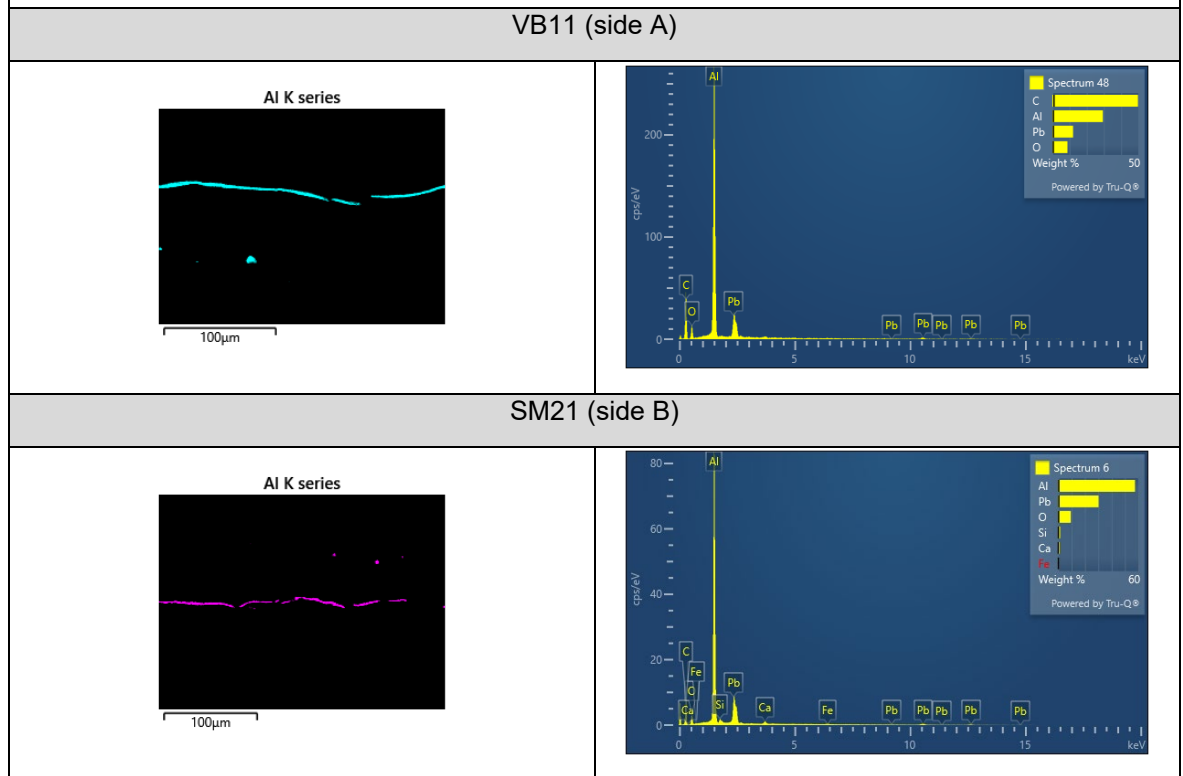 VB11 (side A)
Al K series
100µm
Al
200
100
0
cps/eV
C
O
Pb
Pb
Pb
Pb
Pb
Pb
0
5
10
15
keV
Spectrum 48
C
Al
Pb
O
Weight %
50
Powered by Tru-Q®
SM21 (side B)
Al K series
100µm
Al
80
60
40
20
0
cps/eV
C
Fe
O
Ca
Si
Pb
Ca
Fe
Pb
Pb
Pb
Pb
Pb
0
5
10
15
keV
Spectrum 6
Al
Pb
O
Si
Ca
Fe
Weight %
60
Powered by Tru-Q®